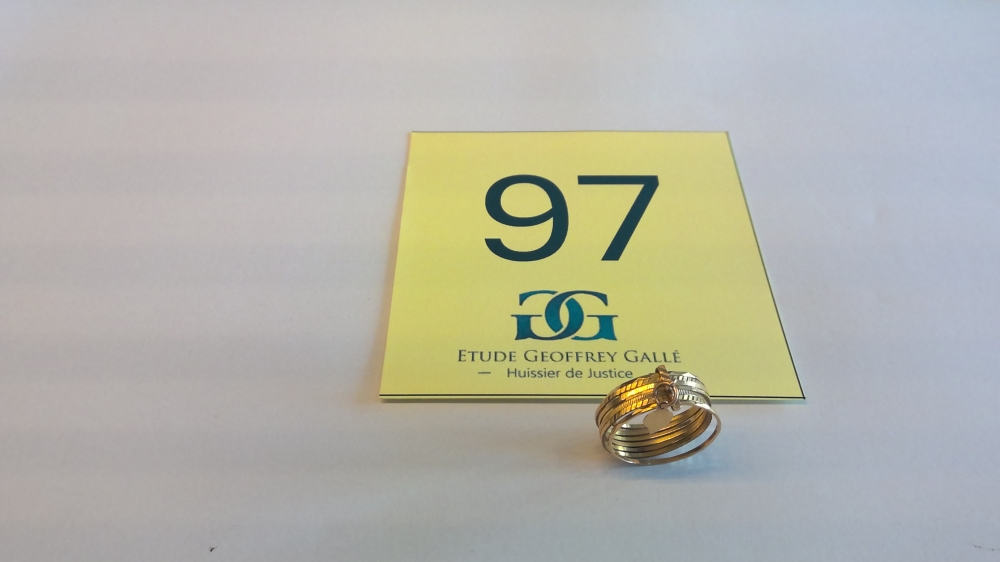 97
GG
ETUDE GEOFFREY GALLÉ
— Huissier de Justice